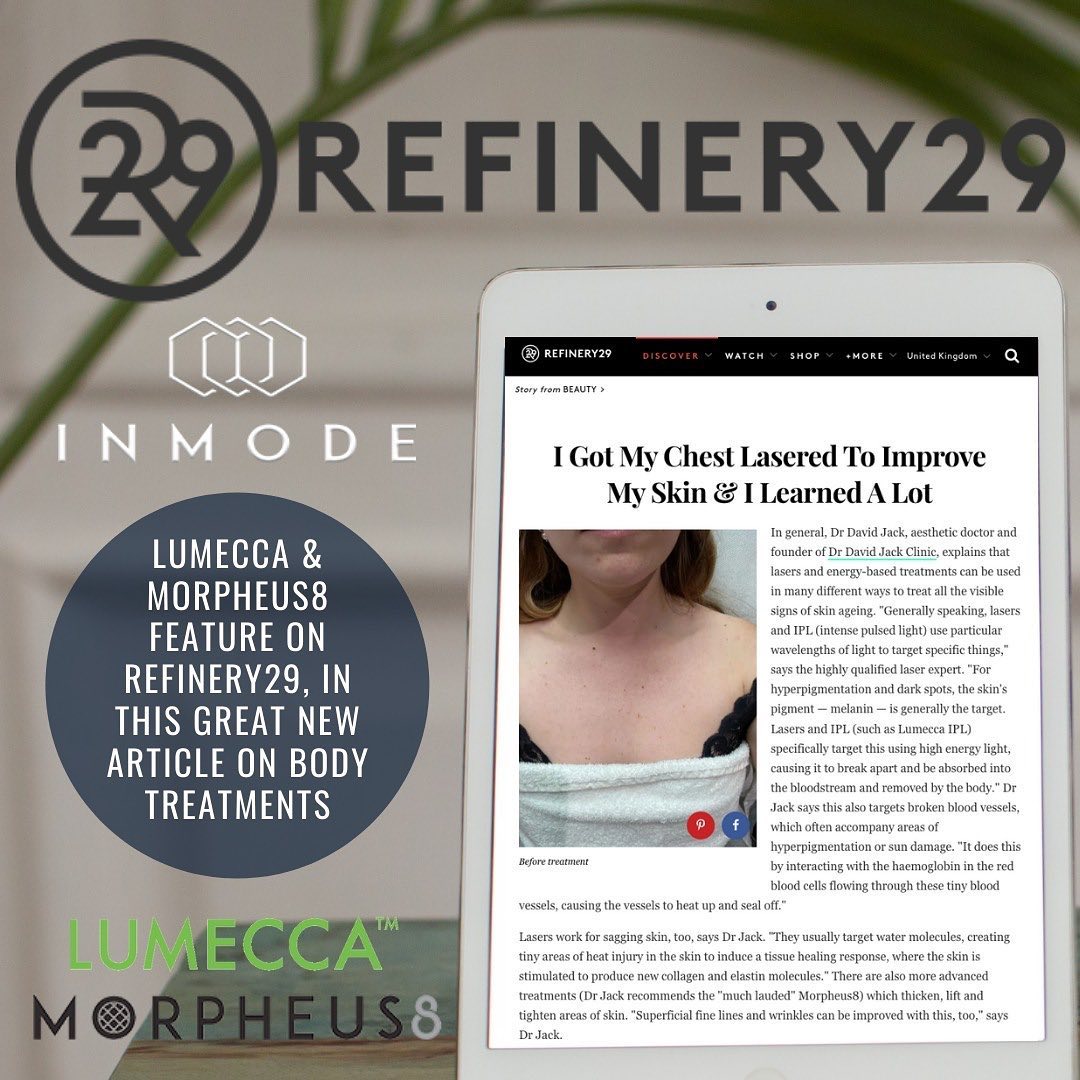 R29 REFINERY29
INMODE
LUMECCA &
MORPHEUS8
FEATURE ON
REFINERY29, IN
THIS GREAT NEW
ARTICLE ON BODY
TREATMENTS
LUMECCA™
MORPHEUS8
R29 REFINERY29 DISCOVER WATCH SHOP +MORE United Kingdom
Story from BEAUTY >
I Got My Chest Lasered To Improve
My Skin & I Learned A Lot
In general, Dr David Jack, aesthetic doctor and
founder of Dr David Jack Clinic, explains that
lasers and energy-based treatments can be used
in many different ways to treat all the visible
signs of skin ageing. "Generally speaking, lasers
and IPL (intense pulsed light) use particular
wavelengths of light to target specific things,"
says the highly qualified laser expert. "For
hyperpigmentation and dark spots, the skin's
pigment — melanin — is generally the target.
Lasers and IPL (such as Lumecca IPL)
specifically target this using high energy light,
causing it to break apart and be absorbed into
the bloodstream and removed by the body." Dr
Jack says this also targets broken blood vessels,
which often accompany areas of
hyperpigmentation or sun damage. "It does this
by interacting with the haemoglobin in the red
blood cells flowing through these tiny blood
vessels, causing the vessels to heat up and seal off."
Before treatment
Lasers work for sagging skin, too, says Dr Jack. "They usually target water molecules, creating
tiny areas of heat injury in the skin to induce a tissue healing response, where the skin is
stimulated to produce new collagen and elastin molecules." There are also more advanced
treatments (Dr Jack recommends the "much lauded" Morpheus8) which thicken, lift and
tighten areas of skin. "Superficial fine lines and wrinkles can be improved with this, too," says
Dr Jack.